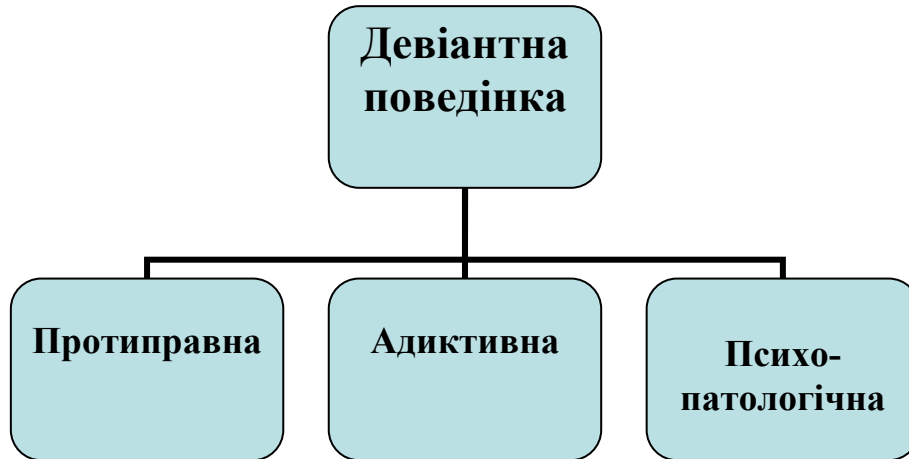 Девіантна
поведінка
Протиправна
Адиктивна
Психо-
патологічна